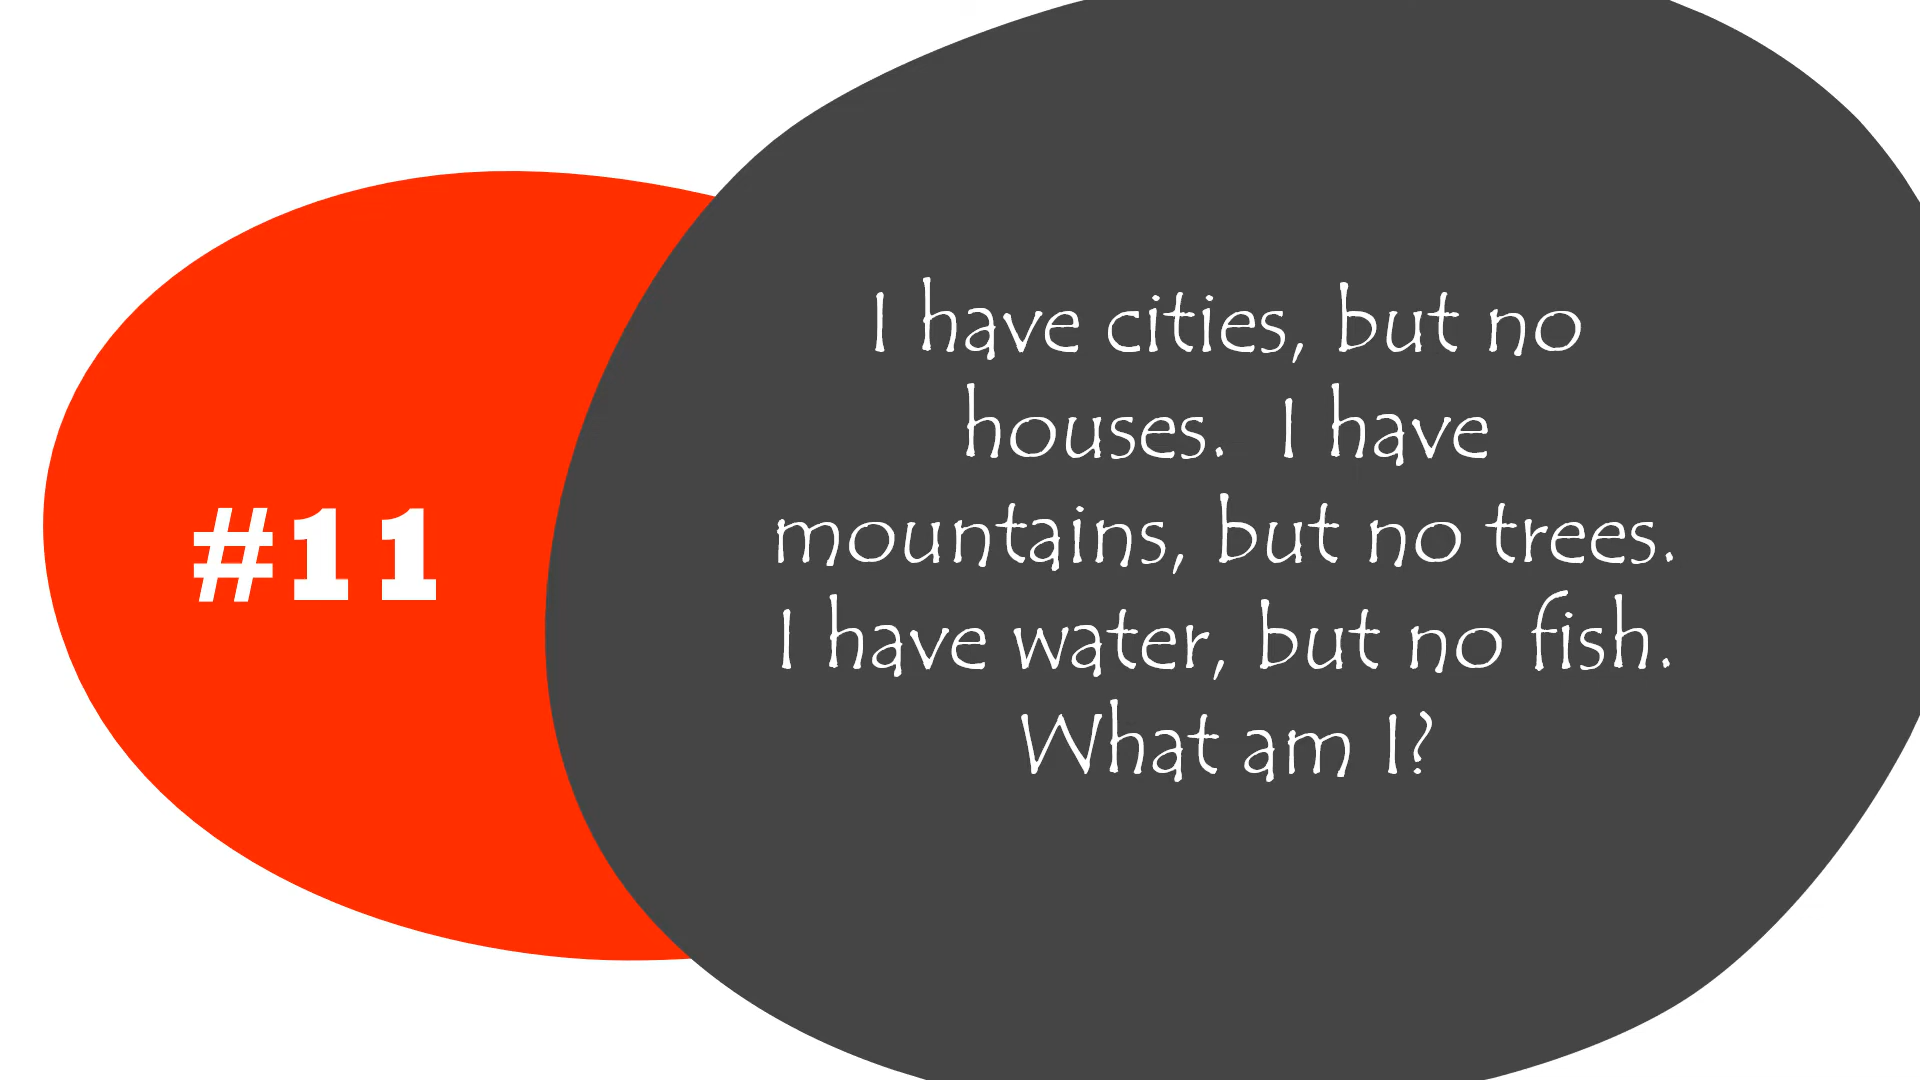 #11
I have cities, but no
houses.  I have
mountains, but no trees.
I have water, but no fish.
What am I?